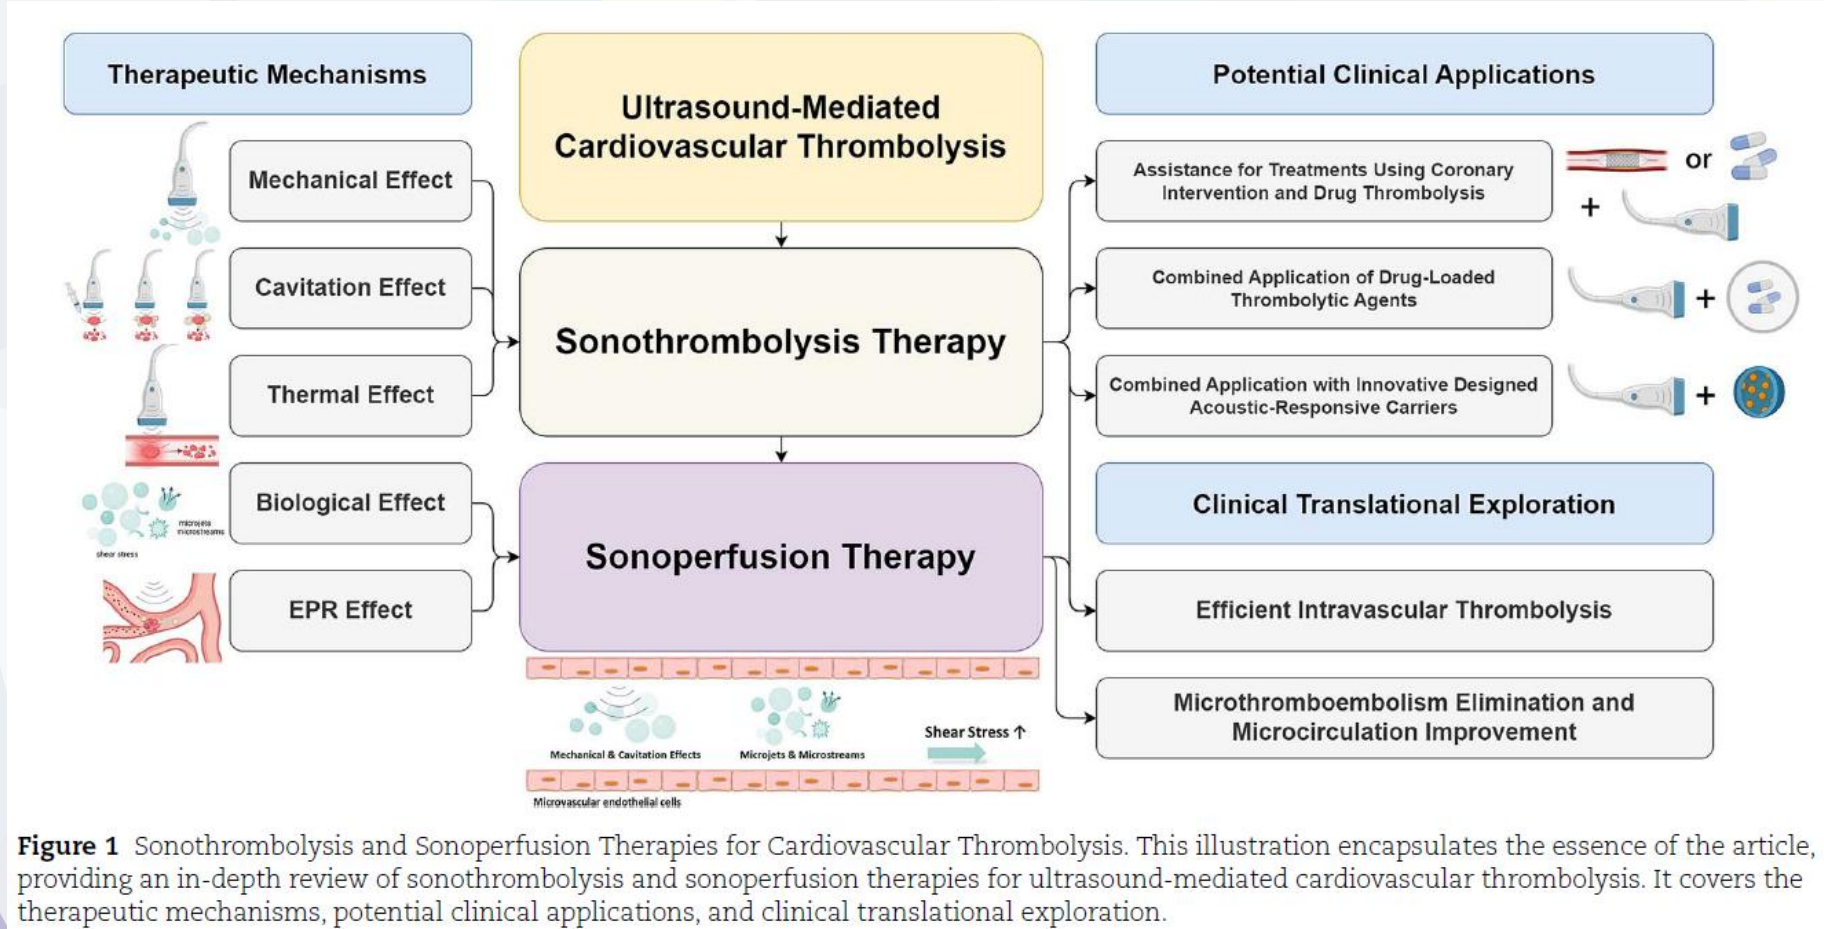 Therapeutic Mechanisms
Mechanical Effect
Cavitation Effect
Thermal Effect
Biological Effect
microjets
microstreams
shear stress
EPR Effect
Ultrasound-Mediated
Cardiovascular Thrombolysis
Sonothrombolysis Therapy
Sonoperfusion Therapy
Mechanical & Cavitation Effects
Microjets & Microstreams
Shear Stress ↑
Microvascular endothelial cells
Potential Clinical Applications
Assistance for Treatments Using Coronary
Intervention and Drug Thrombolysis
or
+
Combined Application of Drug-Loaded
Thrombolytic Agents
+
Combined Application with Innovative Designed
Acoustic-Responsive Carriers
+
Clinical Translational Exploration
Efficient Intravascular Thrombolysis
Microthromboembolism Elimination and
Microcirculation Improvement
Figure 1 Sonothrombolysis and Sonoperfusion Therapies for Cardiovascular Thrombolysis. This illustration encapsulates the essence of the article,
providing an in-depth review of sonothrombolysis and sonoperfusion therapies for ultrasound-mediated cardiovascular thrombolysis. It covers the
therapeutic mechanisms, potential clinical applications, and clinical translational exploration.